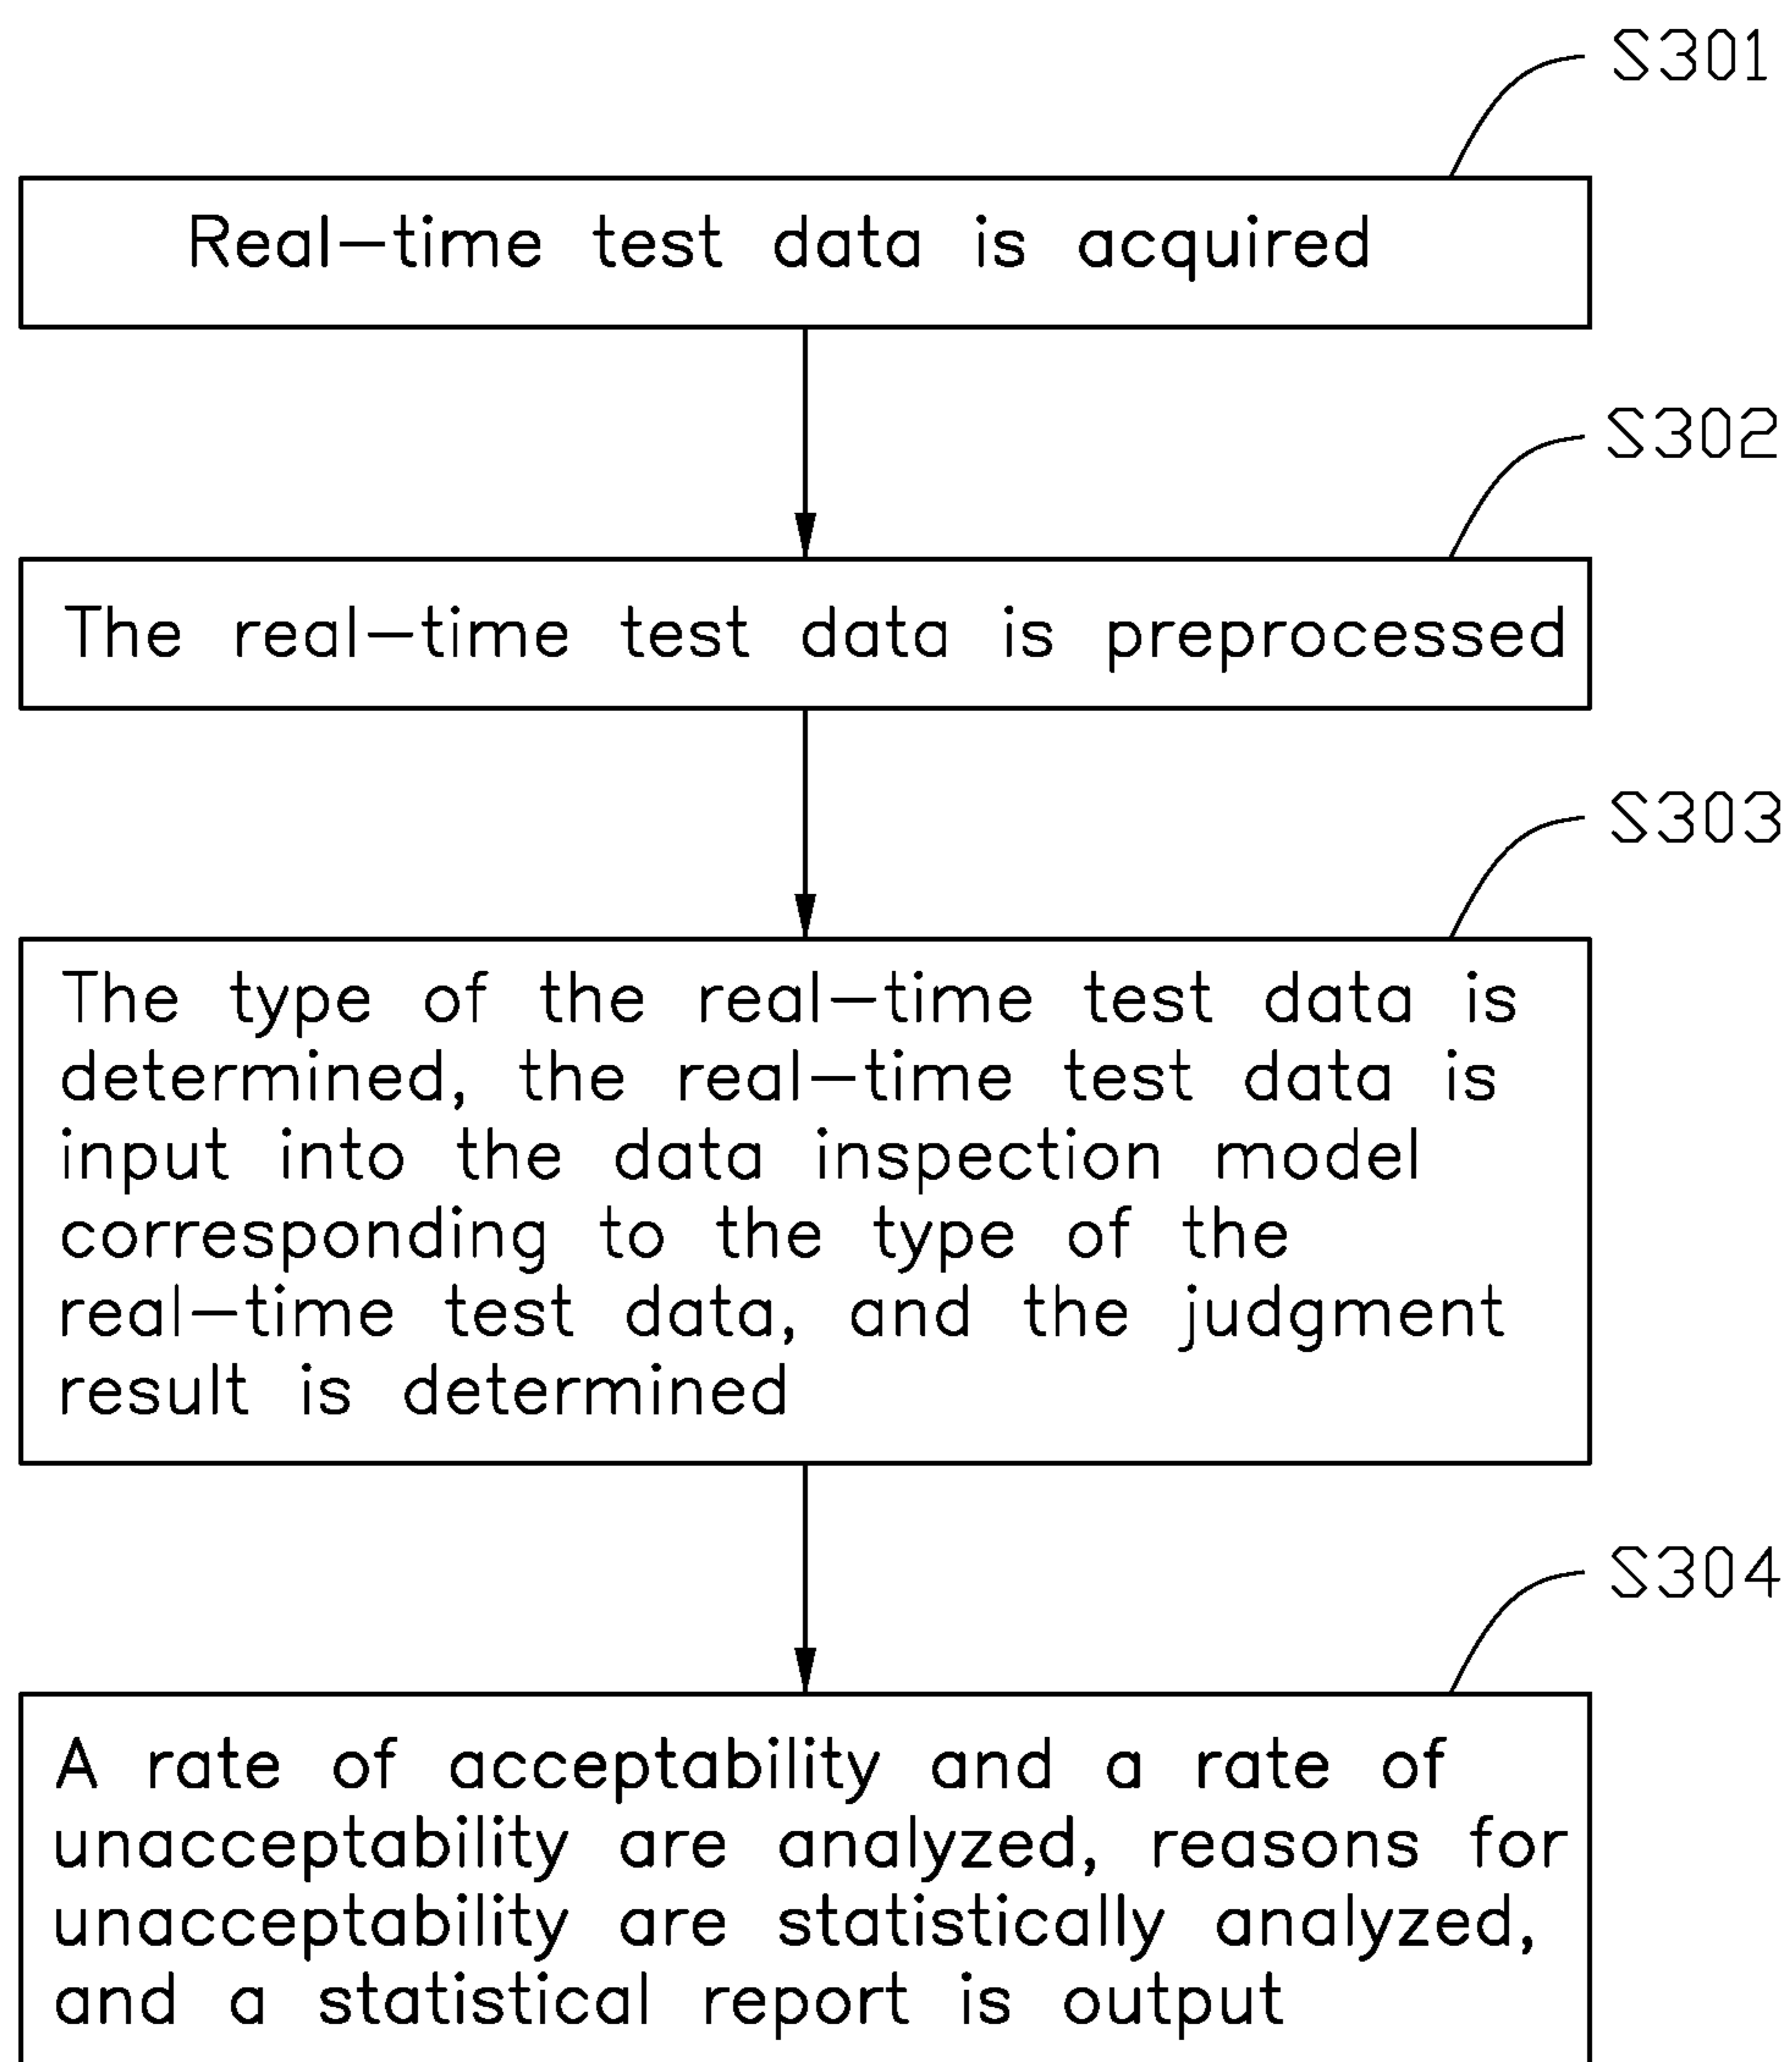 S301
Real-time test data is acquired
S302
The real-time test data is preprocessed
S303
The type of the real-time test data is
determined, the real-time test data is
input into the data inspection model
corresponding to the type of the
real-time test data, and the judgment
result is determined
S304
A rate of acceptability and a rate of
unacceptability are analyzed, reasons for
unacceptability are statistically analyzed,
and a statistical report is output